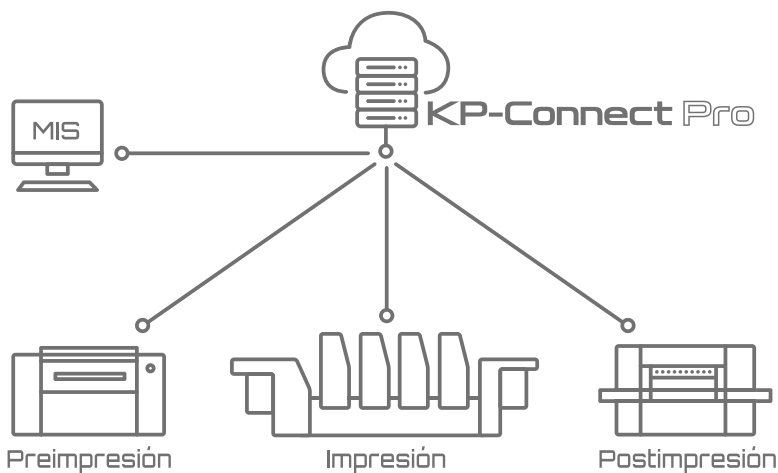 KP-Connect Pro
MIS
Preimpresión
Impresión
Postimpresión